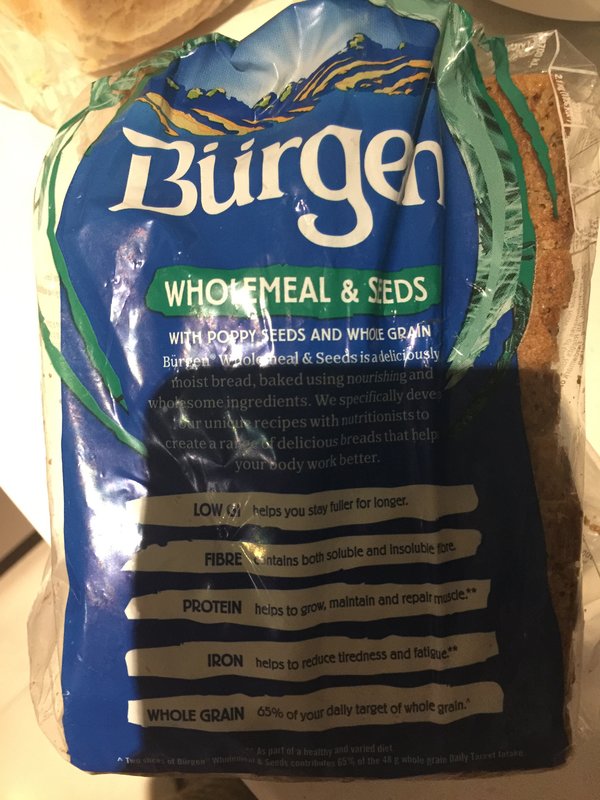 Bürgen
WHOLEMEAL & SEEDS
WITH POPPY SEEDS AND WHOLE GRAIN
Bürgen® Wholemeal & Seeds is a deliciously
moist bread, baked using nourishing and
wholesome ingredients. We specifically deve
our unique recipes with nutritionists to
create a range of delicious breads that help
your body work better.
LOW GI helps you stay fuller for longer.
FIBRE contains both soluble and insoluble fibre.
PROTEIN helps to grow, maintain and repair muscle.**
IRON helps to reduce tiredness and fatigue.**
WHOLE GRAIN 65% of your daily target of whole grain.^
** As part of a healthy and varied diet.
^ Two slices of Bürgen® Wholemeal & Seeds contributes 65% of the 48 g whole grain Daily Target Intake.